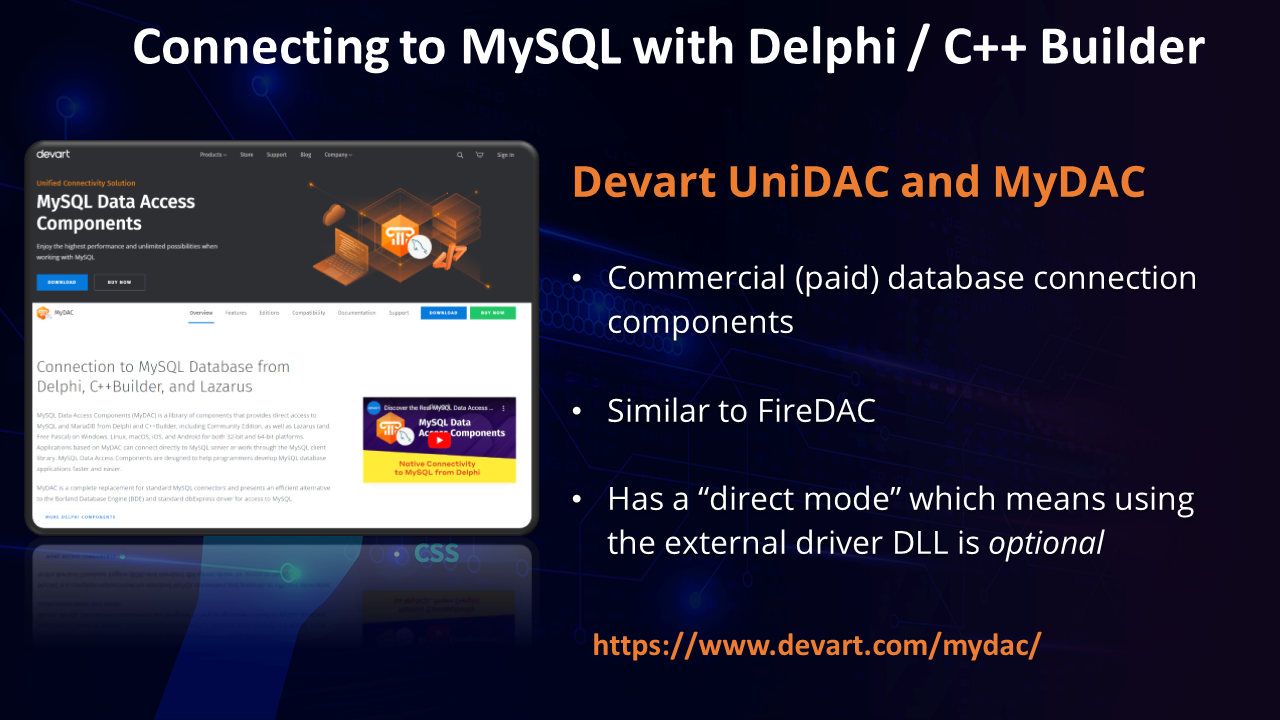 Connecting to MySQL with Delphi / C++ Builder
devart
Products
Store
Support
Blog
Company
Sign In
Unified Connectivity Solution
MySQL Data Access
Components
Enjoy the highest performance and unlimited possibilities when
working with MySQL
DOWNLOAD
BUY NOW
MyDAC
Overview
Features
Editions
Compatibility
Documentation
Support
DOWNLOAD
BUY NOW
Connection to MySQL Database from
Delphi, C++Builder, and Lazarus
MySQL Data Access Components (MyDAC) is a library of components that provides direct access to
MySQL and MariaDB from Delphi and C++Builder, including Community Edition, as well as Lazarus (and
Free Pascal) on Windows, Linux, macOS, iOS, and Android for both 32-bit and 64-bit platforms.
Applications based on MyDAC can connect directly to MySQL server or work through the MySQL client
library. MySQL Data Access Components are designed to help programmers develop MySQL database
applications faster and easier.
MyDAC is a complete replacement for standard MySQL connectors and presents an efficient alternative
to the Borland Database Engine (BDE) and standard dbExpress driver for access to MySQL.
MORE DELPHI COMPONENTS
Discover the Real MySQL Data Access ...
MySQL Data
Access Components
Native Connectivity
to MySQL from Delphi
Devart UniDAC and MyDAC
• Commercial (paid) database connection
components
• Similar to FireDAC
• Has a “direct mode” which means using
the external driver DLL is optional
• CSS
https://www.devart.com/mydac/